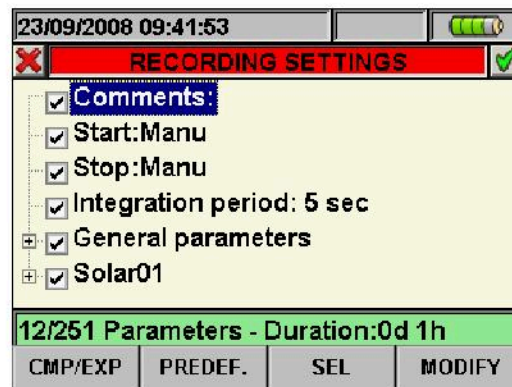 23/09/2008 09:41:53
RECORDING SETTINGS
Comments:
Start:Manu
Stop:Manu
Integration period: 5 sec
General parameters
Solar01
12/251 Parameters - Duration:0d 1h
CMP/EXP PREDEF. SEL MODIFY